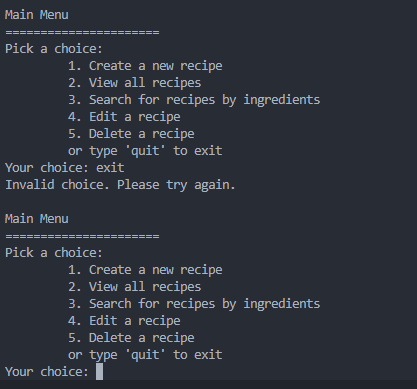 Main Menu
======================
Pick a choice:
        1. Create a new recipe
        2. View all recipes
        3. Search for recipes by ingredients
        4. Edit a recipe
        5. Delete a recipe
        or type 'quit' to exit
Your choice: exit
Invalid choice. Please try again.

Main Menu
======================
Pick a choice:
        1. Create a new recipe
        2. View all recipes
        3. Search for recipes by ingredients
        4. Edit a recipe
        5. Delete a recipe
        or type 'quit' to exit
Your choice: